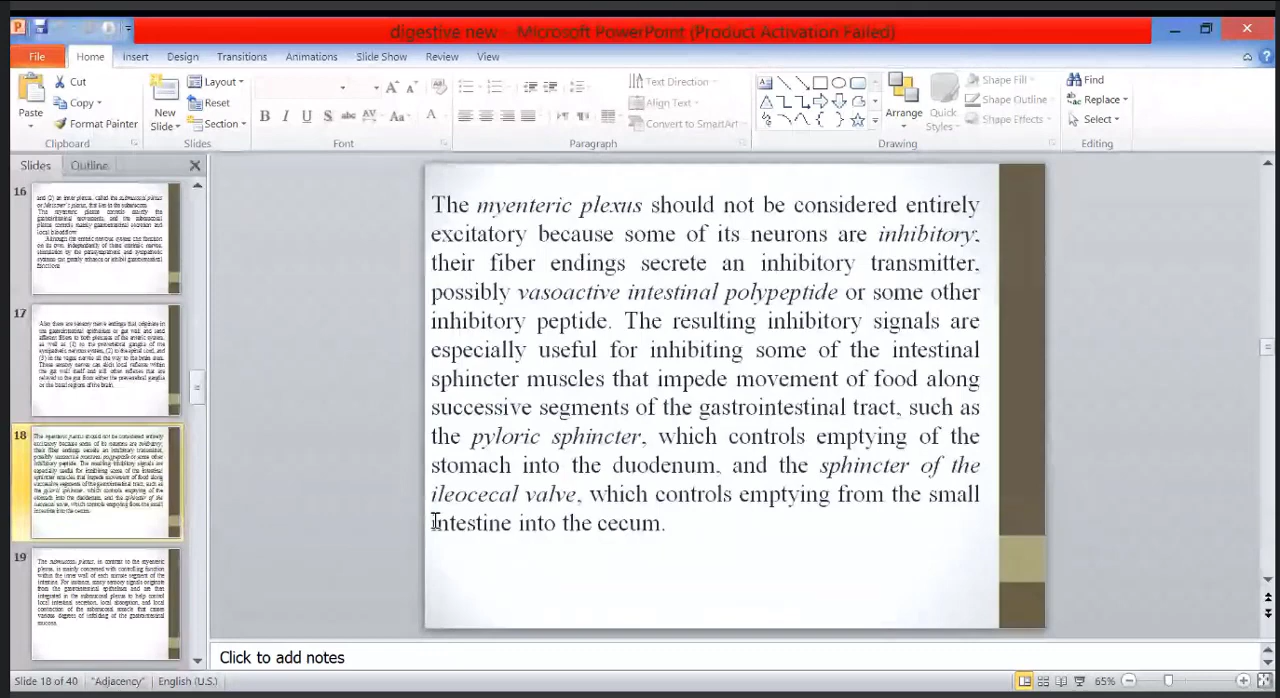 digestive new - Microsoft PowerPoint (Product Activation Failed)
File Home Insert Design Transitions Animations Slide Show Review View
Cut
Copy
Format Painter
Paste
Clipboard
New
Slide
Layout
Reset
Section
Slides
B I U S abc AV Aa A
Font
Text Direction
Align Text
Convert to SmartArt
Paragraph
Arrange
Quick
Styles
Shape Fill
Shape Outline
Shape Effects
Drawing
Find
Replace
Select
Editing
Slides Outline
16
17
18
19
The myenteric plexus should not be considered entirely
excitatory because some of its neurons are inhibitory;
their fiber endings secrete an inhibitory transmitter,
possibly vasoactive intestinal polypeptide or some other
inhibitory peptide. The resulting inhibitory signals are
especially useful for inhibiting some of the intestinal
sphincter muscles that impede movement of food along
successive segments of the gastrointestinal tract, such as
the pyloric sphincter, which controls emptying of the
stomach into the duodenum, and the sphincter of the
ileocecal valve, which controls emptying from the small
intestine into the cecum.
Click to add notes
Slide 18 of 40 "Adjacency" English (U.S.) 65%